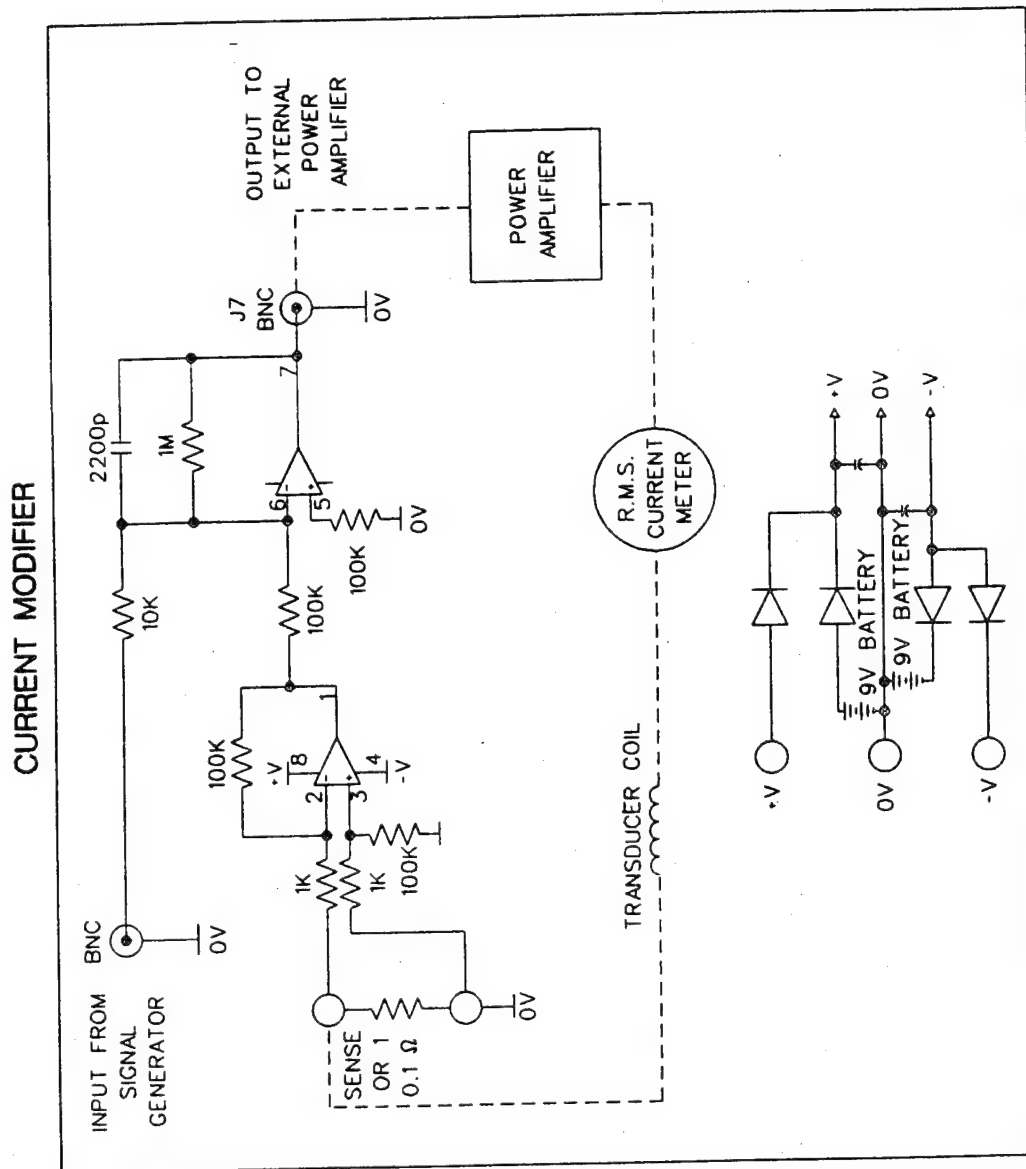 CURRENT MODIFIER
INPUT FROM
SIGNAL
GENERATOR
BNC
0V
10K
2200p
1M
OUTPUT TO
EXTERNAL
POWER
AMPLIFIER
J7
BNC
0V
100K
+V
8
2
3
1
4
-V
1K
1K
100K
100K
6
5
7
100K
0V
SENSE
OR 1
0.1 Ω
0V
POWER
AMPLIFIER
TRANSDUCER COIL
R.M.S.
CURRENT
METER
+V
0V
-V
9V BATTERY
9V BATTERY
+V
0V
-V